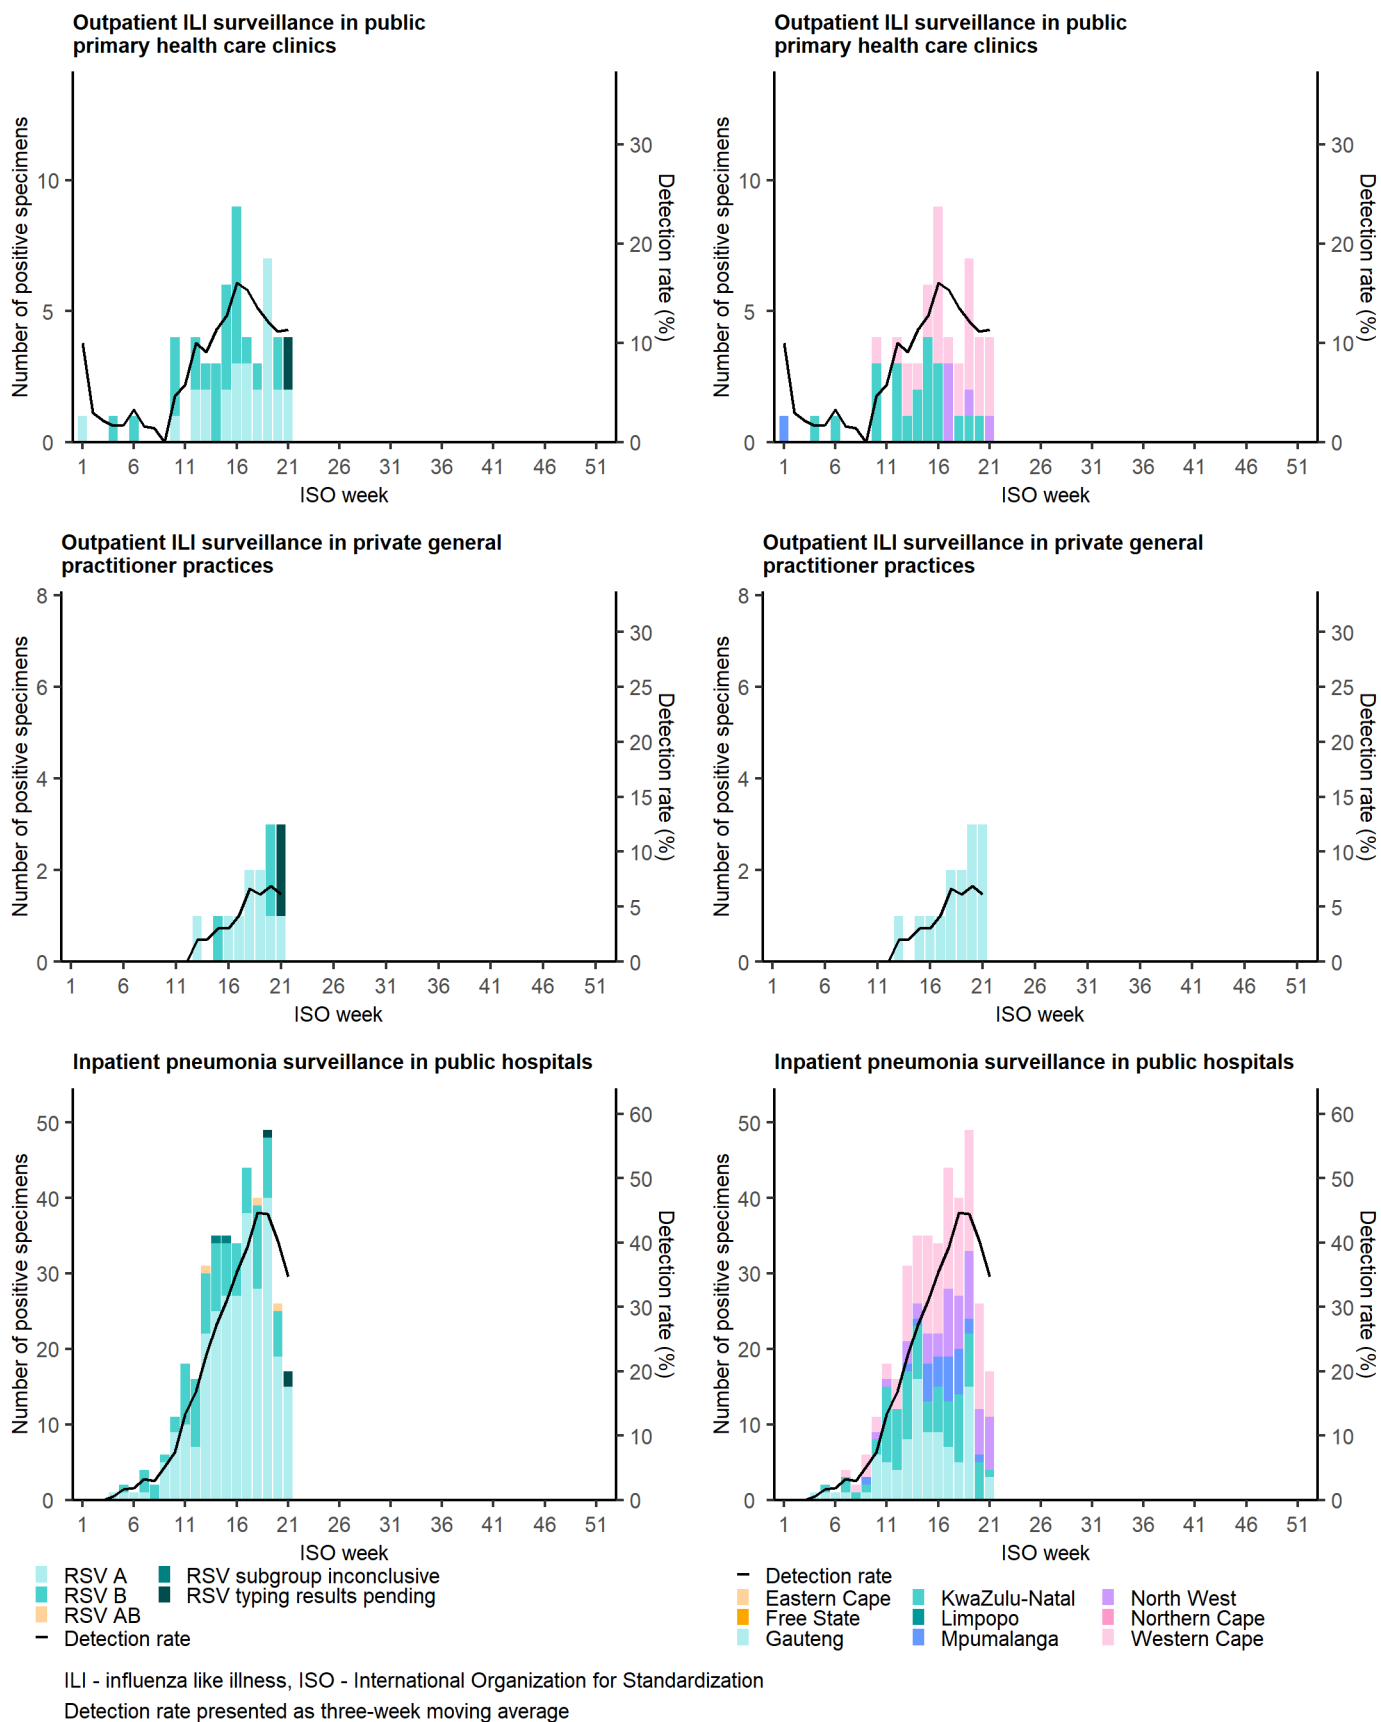 Outpatient ILI surveillance in public
primary health care clinics
Number of positive specimens
10
5
0
30
20
10
0
Detection rate (%)
1 6 11 16 21 26 31 36 41 46 51
ISO week
Outpatient ILI surveillance in public
primary health care clinics
Number of positive specimens
10
5
0
30
20
10
0
Detection rate (%)
1 6 11 16 21 26 31 36 41 46 51
ISO week
Outpatient ILI surveillance in private general
practitioner practices
Number of positive specimens
8
6
4
2
0
30
25
20
15
10
5
0
Detection rate (%)
1 6 11 16 21 26 31 36 41 46 51
ISO week
Outpatient ILI surveillance in private general
practitioner practices
Number of positive specimens
8
6
4
2
0
30
25
20
15
10
5
0
Detection rate (%)
1 6 11 16 21 26 31 36 41 46 51
ISO week
Inpatient pneumonia surveillance in public hospitals
Number of positive specimens
50
40
30
20
10
0
60
50
40
30
20
10
0
Detection rate (%)
1 6 11 16 21 26 31 36 41 46 51
ISO week
RSV A
RSV B
RSV AB
Detection rate
RSV subgroup inconclusive
RSV typing results pending
Inpatient pneumonia surveillance in public hospitals
Number of positive specimens
50
40
30
20
10
0
60
50
40
30
20
10
0
Detection rate (%)
1 6 11 16 21 26 31 36 41 46 51
ISO week
Detection rate
Eastern Cape
Free State
Gauteng
KwaZulu-Natal
Limpopo
Mpumalanga
North West
Northern Cape
Western Cape
ILI - influenza like illness, ISO - International Organization for Standardization
Detection rate presented as three-week moving average